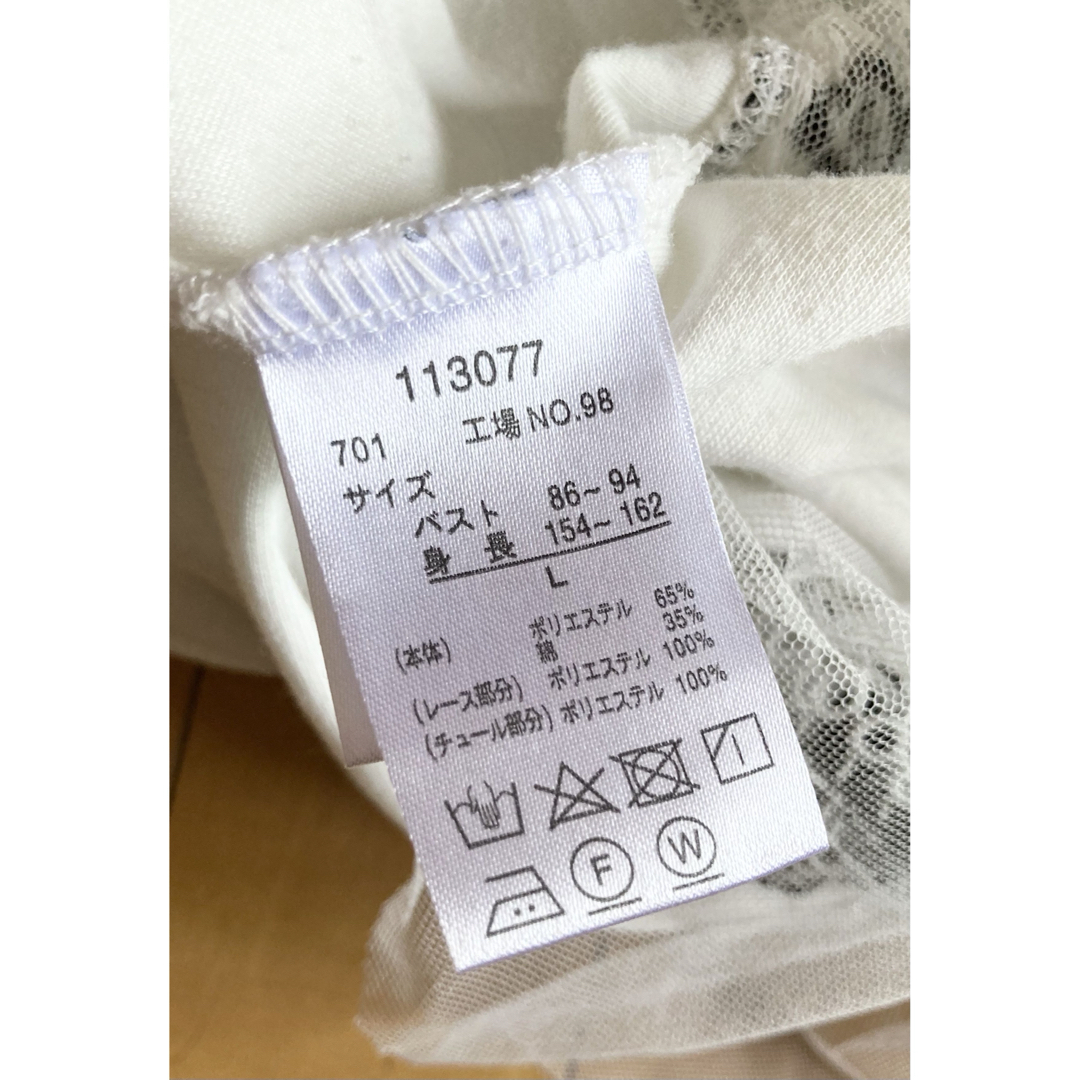 113077
701 工場NO.98
サイズ
バスト 86~94
身長 154~162
L
(本体) ポリエステル 65%
綿 35%
(レース部分) ポリエステル 100%
(チュール部分) ポリエステル 100%
F W